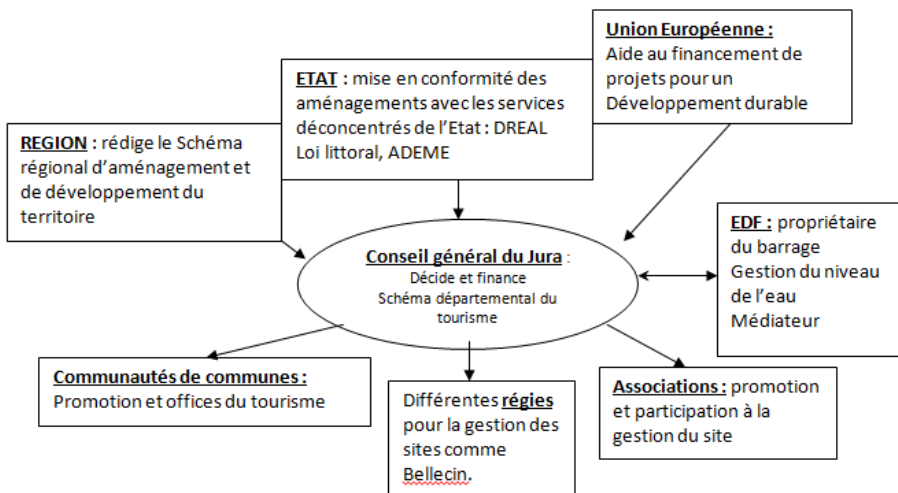 Union Européenne :
Aide au financement de
projets pour un
Développement durable
ETAT : mise en conformité des
aménagements avec les services
déconcentrés de l'Etat : DREAL
Loi littoral, ADEME
REGION : rédige le Schéma
régional d'aménagement et
de développement du
territoire
Conseil général du Jura :
Décide et finance
Schéma départemental du
tourisme
EDF : propriétaire
du barrage
Gestion du niveau
de l'eau
Médiateur
Communautés de communes :
Promotion et offices du tourisme
Différentes régies
pour la gestion des
sites comme
Bellecin.
Associations : promotion
et participation à la
gestion du site